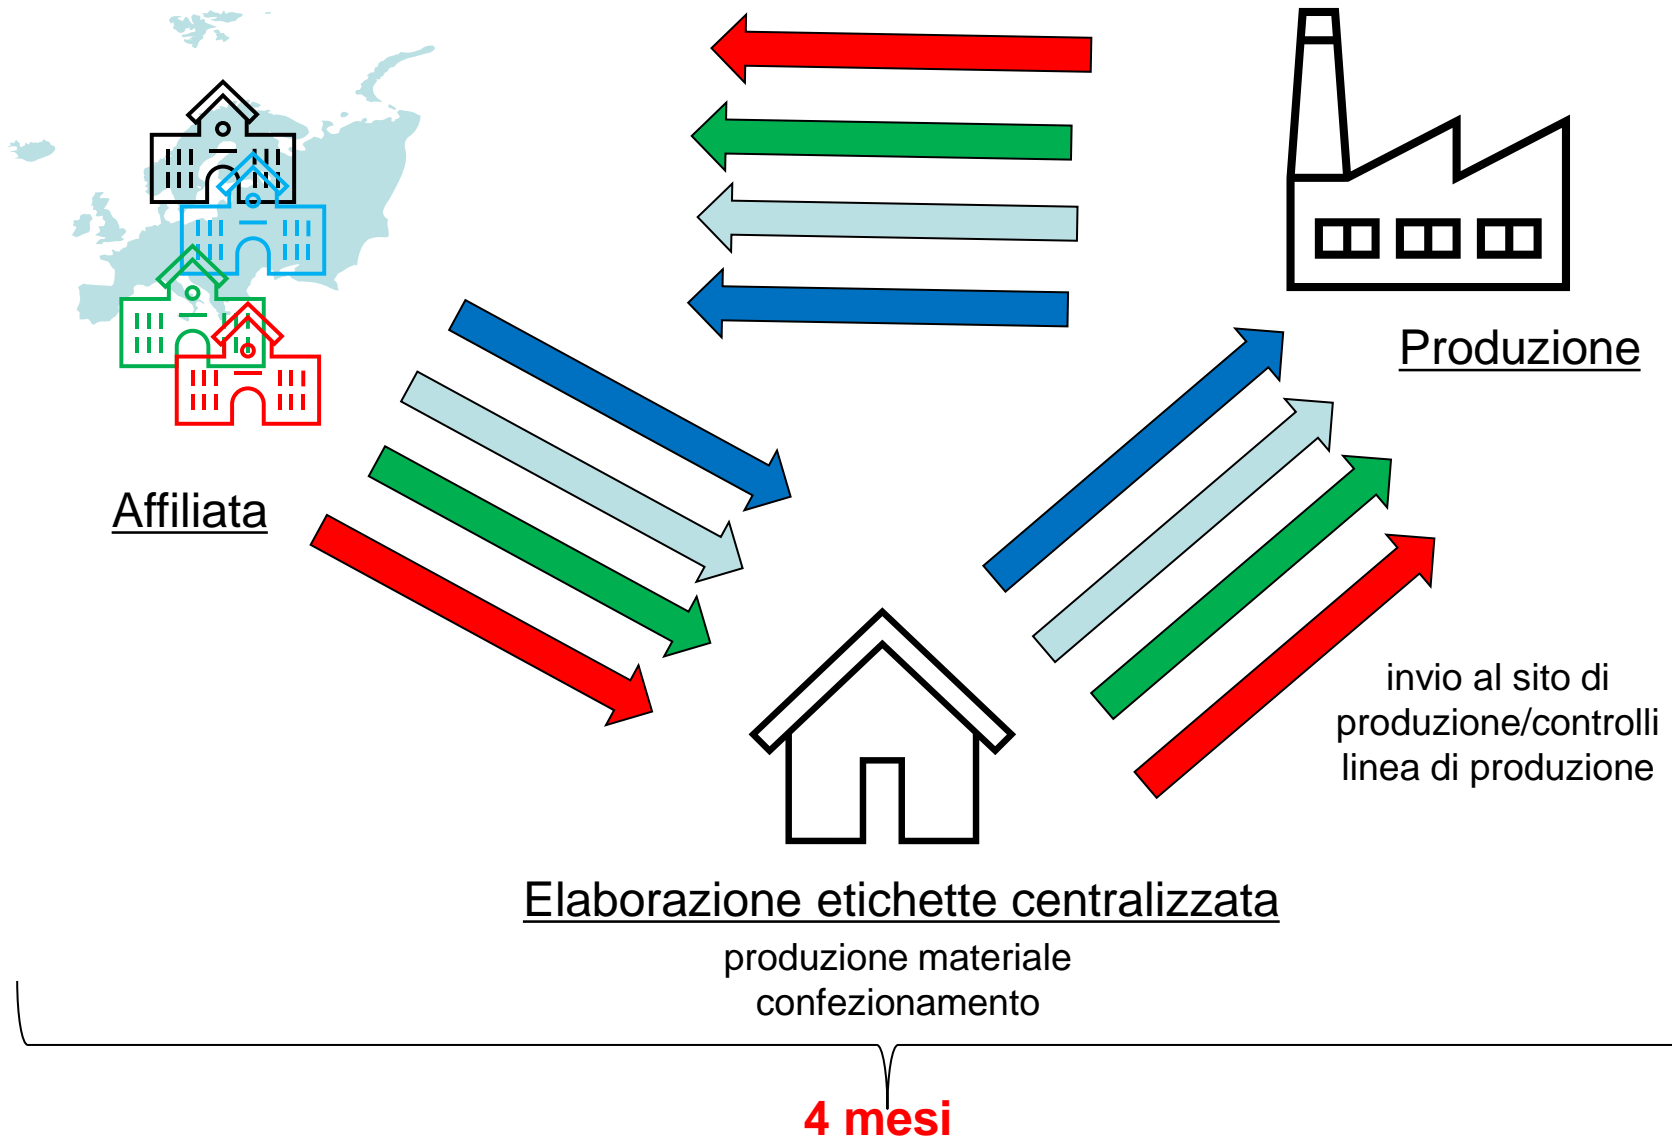 Produzione
Affiliata
invio al sito di
produzione/controlli
linea di produzione
Elaborazione etichette centralizzata
produzione materiale
confezionamento
4 mesi